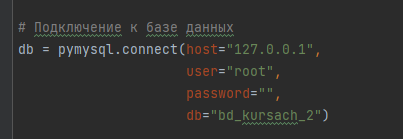 # Подключение к базе данных
db = pymysql.connect(host="127.0.0.1",
user="root",
password="",
db="bd_kursach_2")